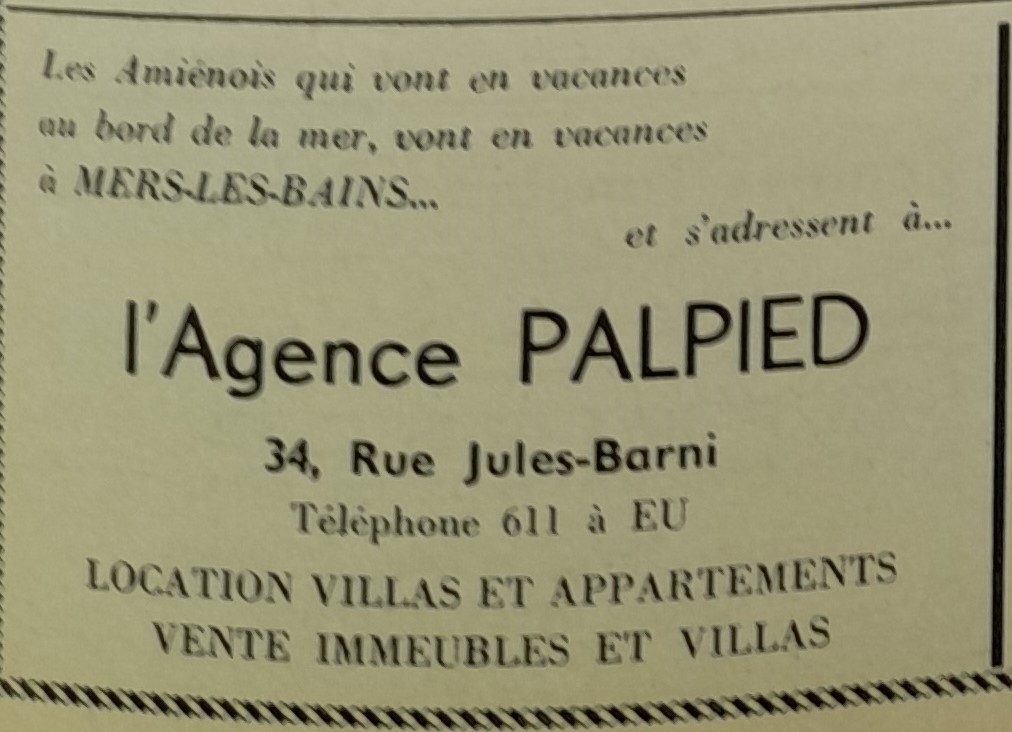 Les Amiénois qui vont en vacances
au bord de la mer, vont en vacances
à MERS-LES-BAINS...
et s'adressent à...
l'Agence PALPIED
34, Rue Jules-Barni
Téléphone 611 à EU
LOCATION VILLAS ET APPARTEMENTS
VENTE IMMEUBLES ET VILLAS